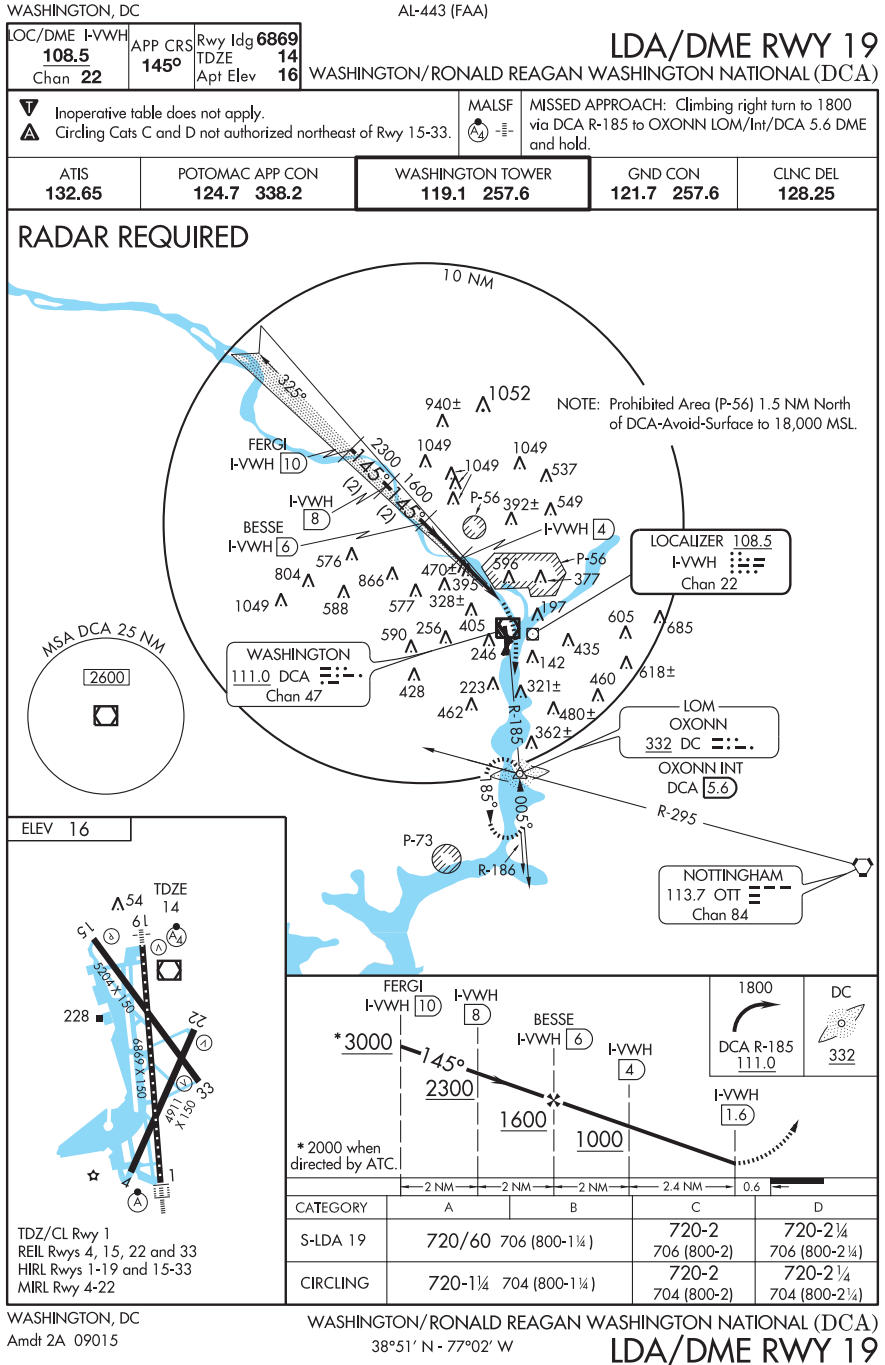 WASHINGTON, DC
AL-443 (FAA)
LOC/DME I-VWH
108.5
Chan 22
APP CRS
145°
Rwy ldg 6869
TDZE 14
Apt Elev 16
LDA/DME RWY 19
WASHINGTON/RONALD REAGAN WASHINGTON NATIONAL (DCA)
T Inoperative table does not apply.
A Circling Cats C and D not authorized northeast of Rwy 15-33.
MALSF
A4
MISSED APPROACH: Climbing right turn to 1800
via DCA R-185 to OXONN LOM/Int/DCA 5.6 DME
and hold.
ATIS
132.65
POTOMAC APP CON
124.7 338.2
WASHINGTON TOWER
119.1 257.6
GND CON
121.7 257.6
CLNC DEL
128.25
RADAR REQUIRED
10 NM
325°
940±
1052
NOTE: Prohibited Area (P-56) 1.5 NM North
of DCA-Avoid-Surface to 18,000 MSL.
FERGI
I-VWH 10
2300
145°
(2)
1600
145°
(2)
1049
1049
1049
537
I-VWH
8
P-56
392±
549
BESSE
I-VWH 6
I-VWH 4
LOCALIZER 108.5
I-VWH
Chan 22
576
804
866
470±
395
596
P-56
377
1049
588
577
328±
197
605
685
590
256
405
246
435
142
618±
MSA DCA 25 NM
2600
WASHINGTON
111.0 DCA
Chan 47
428
223
321±
460
462
R-185
480±
362±
LOM
OXONN
332 DC
OXONN INT
DCA 5.6
185°
005°
R-295
P-73
R-186
NOTTINGHAM
113.7 OTT
Chan 84
ELEV 16
54
TDZE
14
15
19
P
V
A4
5204 X 150
228
22
6869 X 150
V
V
33
4911
X 150
4
1
A
TDZ/CL Rwy 1
REIL Rwys 4, 15, 22 and 33
HIRL Rwys 1-19 and 15-33
MIRL Rwy 4-22
FERGI
I-VWH 10
I-VWH
8
BESSE
I-VWH 6
I-VWH
4
I-VWH
1.6
1800
DCA R-185
111.0
DC
332
*3000
145°
2300
1600
1000
* 2000 when
directed by ATC.
2 NM
2 NM
2 NM
2.4 NM
0.6
CATEGORY A B C D
S-LDA 19 720/60 706 (800-1¼) 720-2 706 (800-2) 720-2¼ 706 (800-2¼)
CIRCLING 720-1¼ 704 (800-1¼) 720-2 704 (800-2) 720-2¼ 704 (800-2¼)
WASHINGTON, DC
Amdt 2A 09015
38°51' N - 77°02' W
WASHINGTON/RONALD REAGAN WASHINGTON NATIONAL (DCA)
LDA/DME RWY 19